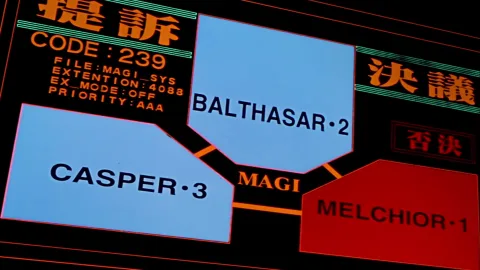 提訴
決議
CODE:239
FILE:MAGI_SYS
EXTENTION:4083
EX_MODE:OFF
PRIORITY:AAA
BALTHASAR・2
否決
CASPER・3
MAGI
MELCHIOR・1